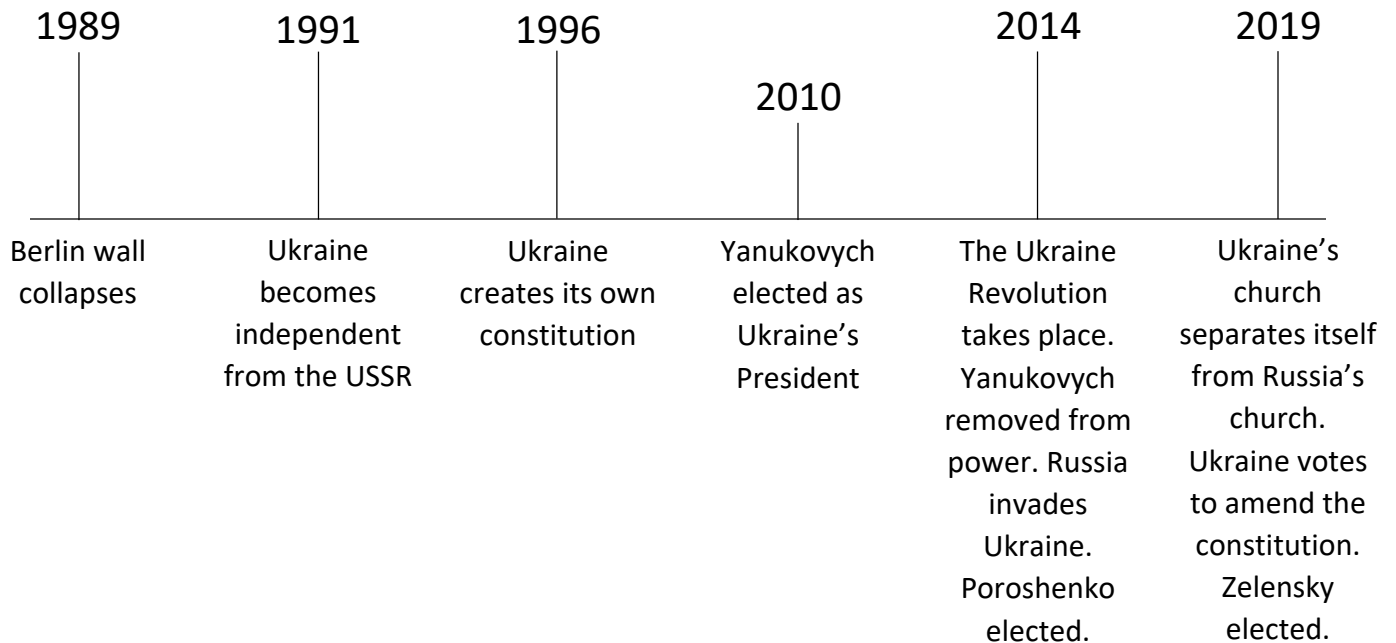 1989
Berlin wall
collapses
1991
Ukraine
becomes
independent
from the USSR
1996
Ukraine
creates its own
constitution
2010
Yanukovych
elected as
Ukraine’s
President
2014
The Ukraine
Revolution
takes place.
Yanukovych
removed from
power. Russia
invades
Ukraine.
Poroshenko
elected.
2019
Ukraine’s
church
separates itself
from Russia’s
church.
Ukraine votes
to amend the
constitution.
Zelensky
elected.